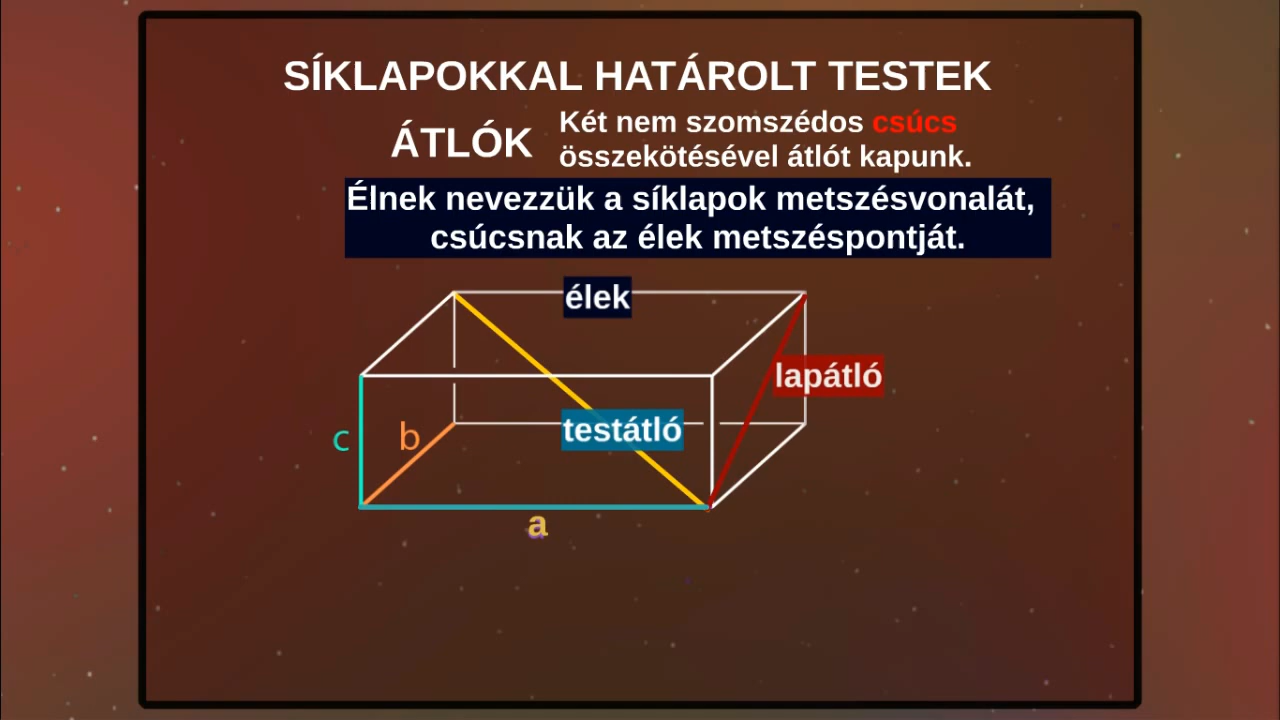 SÍKLAPOKKAL HATÁROLT TESTEK
ÁTLÓK
Két nem szomszédos csúcs
összekötésével átlót kapunk.
Élnek nevezzük a síklapok metszésvonalát,
csúcsnak az élek metszéspontját.
élek
lapátló
testátló
c
b
a